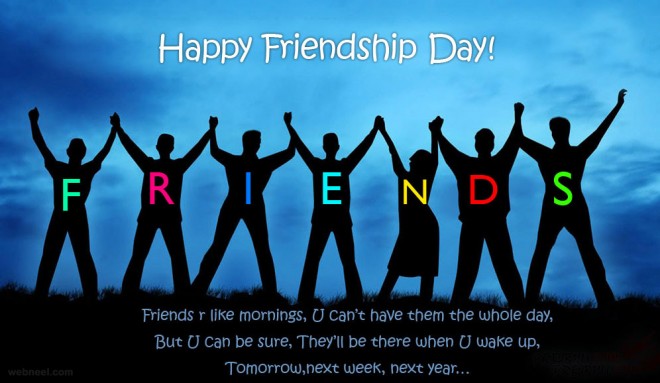 Happy Friendship Day!
FRIENDS
Friends r like mornings, U can't have them the whole day,
But U can be sure, They'll be there when U wake up,
Tomorrow,next week, next year...
webneel.com